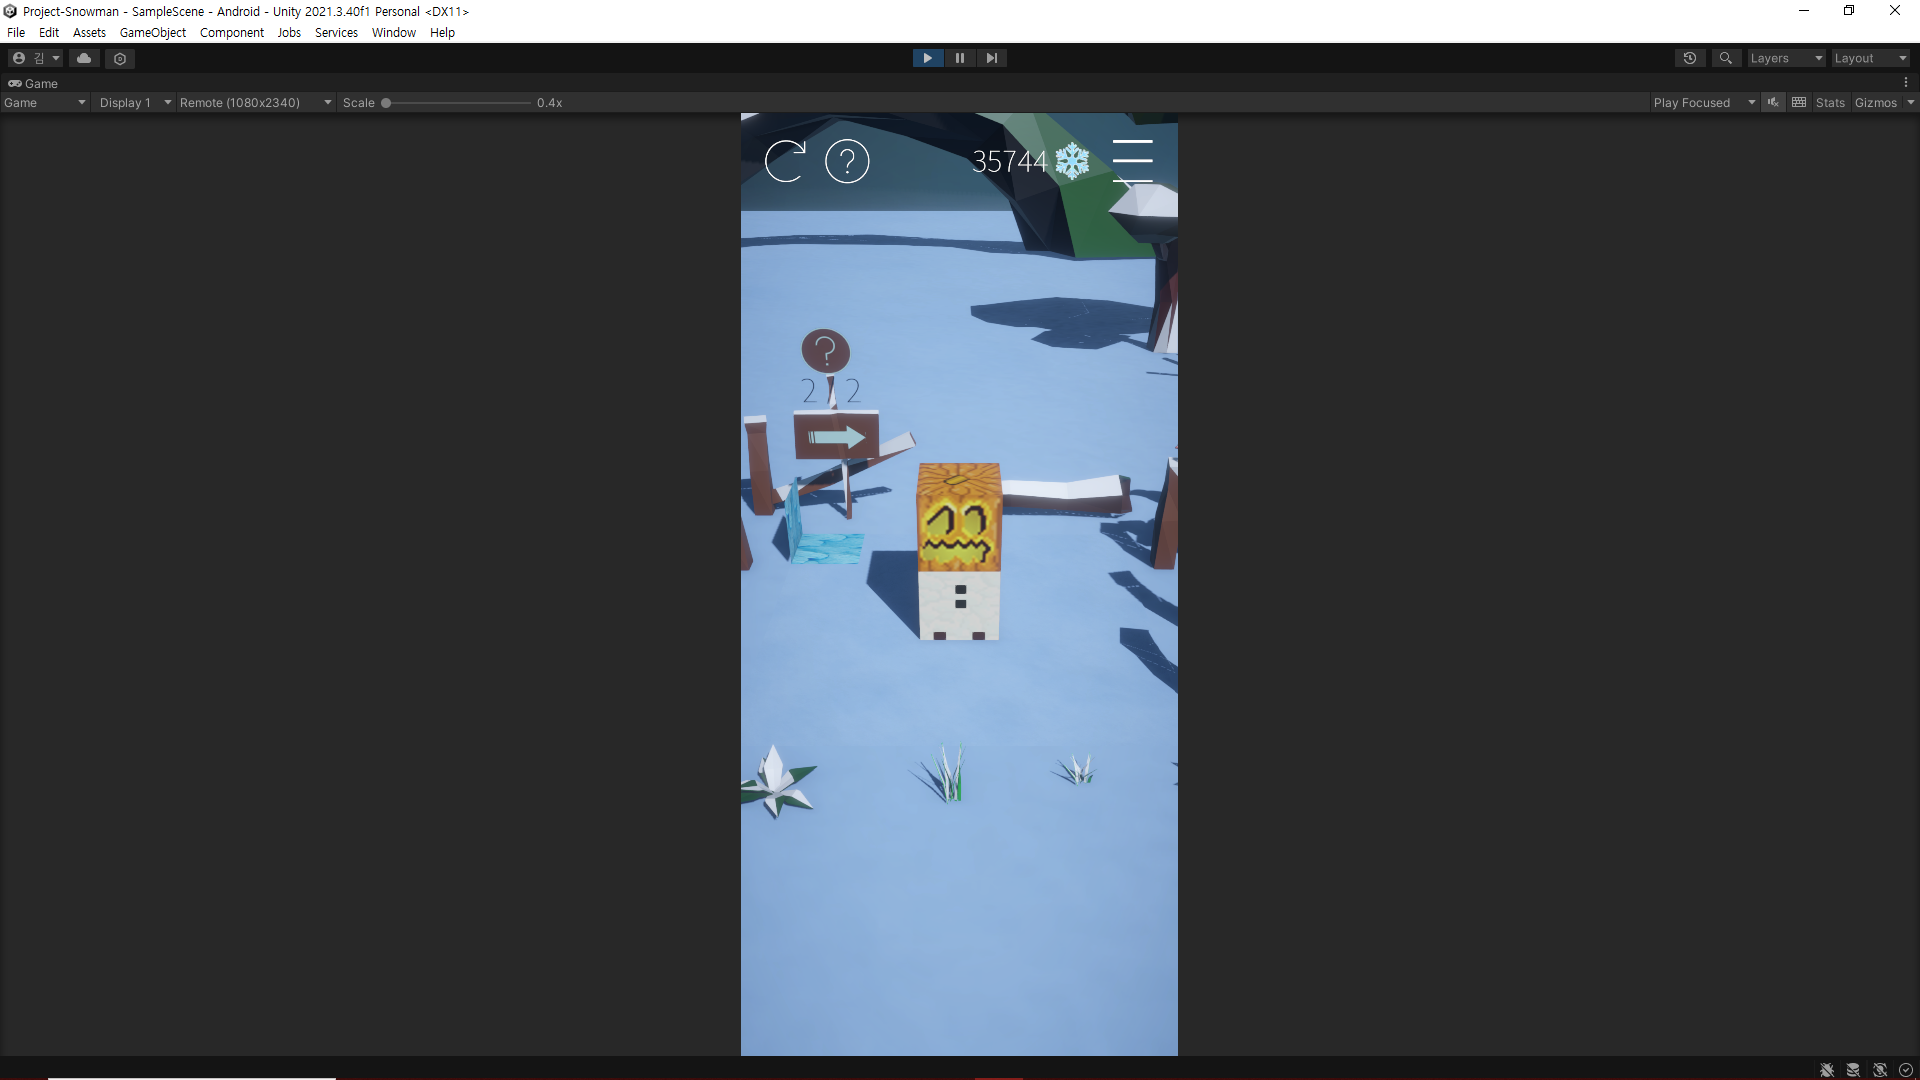 Project-Snowman - SampleScene - Android - Unity 2021.3.40f1 Personal <DX11>
File Edit Assets GameObject Component Jobs Services Window Help
김 Layers Layout
Game
Game Display 1 Remote (1080x2340) Scale 0.4x Play Focused Stats Gizmos
? 35744
?
2 2